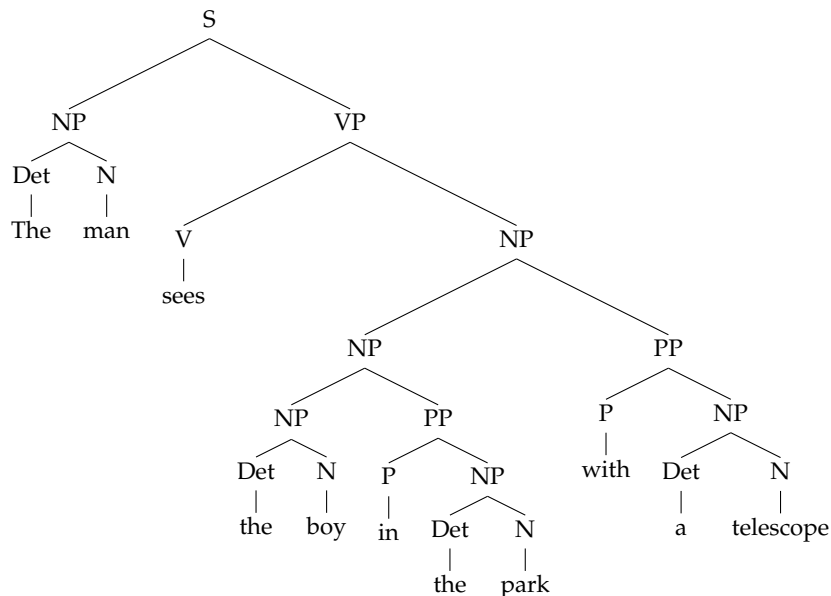 S
NP VP
Det N
The man V NP
sees
NP PP
NP PP P NP
Det N P NP with Det N
the boy in Det N a telescope
the park